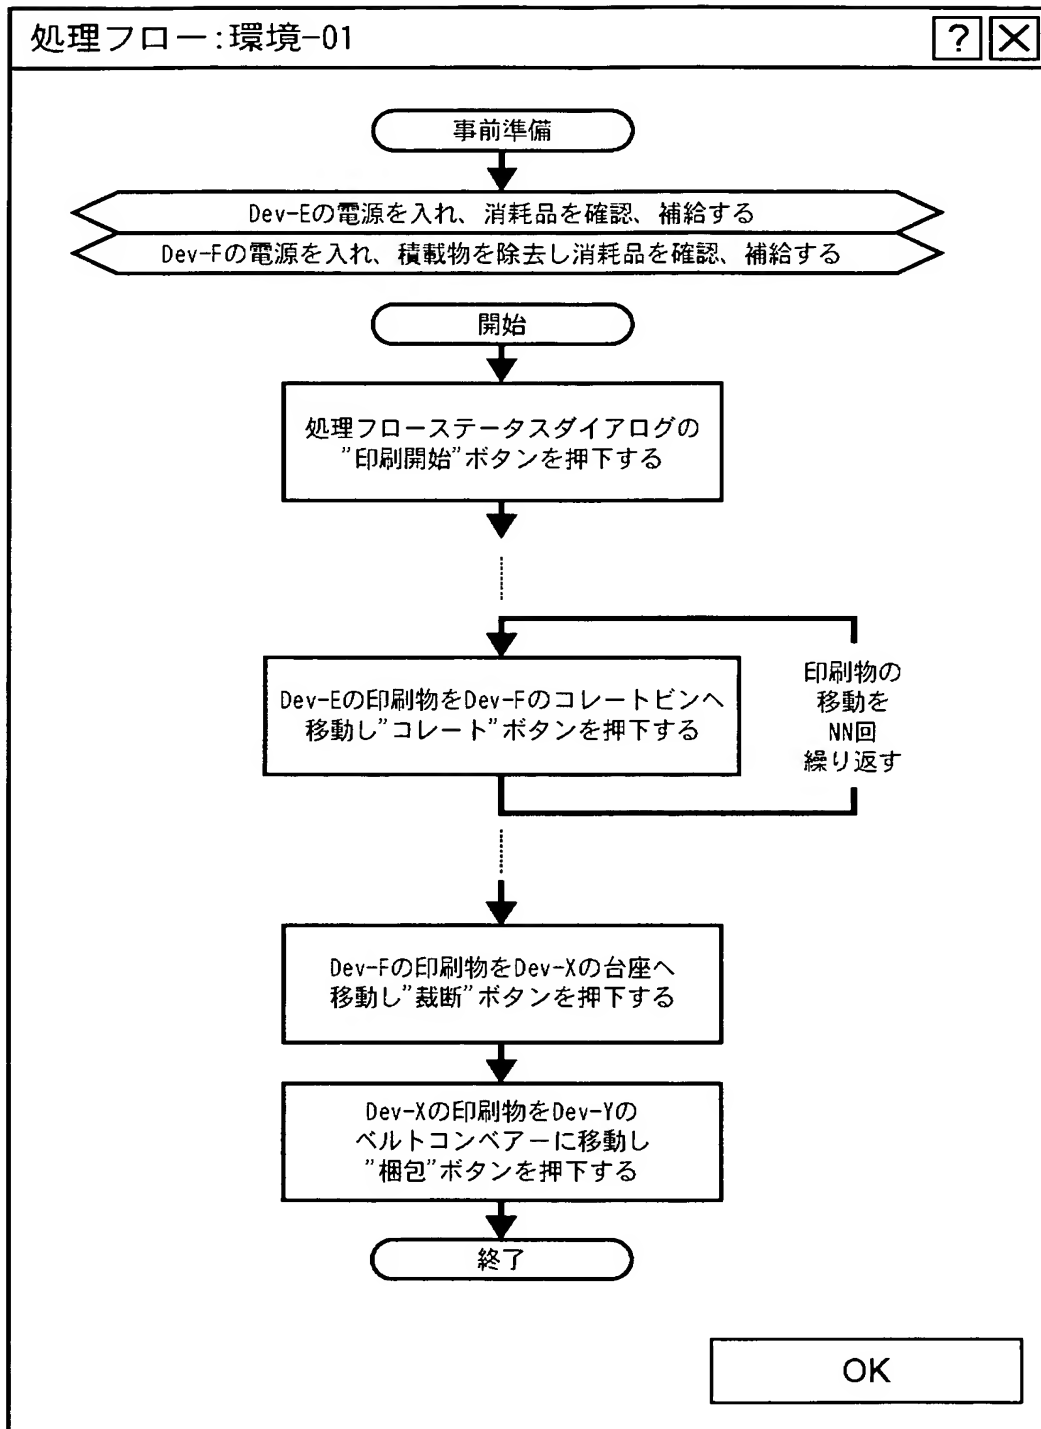 処理フロー:環境-01
? X
事前準備
Dev-Eの電源を入れ、消耗品を確認、補給する
Dev-Fの電源を入れ、積載物を除去し消耗品を確認、補給する
開始
処理フローステータスダイアログの
”印刷開始”ボタンを押下する
Dev-Eの印刷物をDev-Fのコレートビンへ
移動し”コレート”ボタンを押下する
印刷物の
移動を
NN回
繰り返す
Dev-Fの印刷物をDev-Xの台座へ
移動し”裁断”ボタンを押下する
Dev-Xの印刷物をDev-Yの
ベルトコンベアーに移動し
”梱包”ボタンを押下する
終了
OK